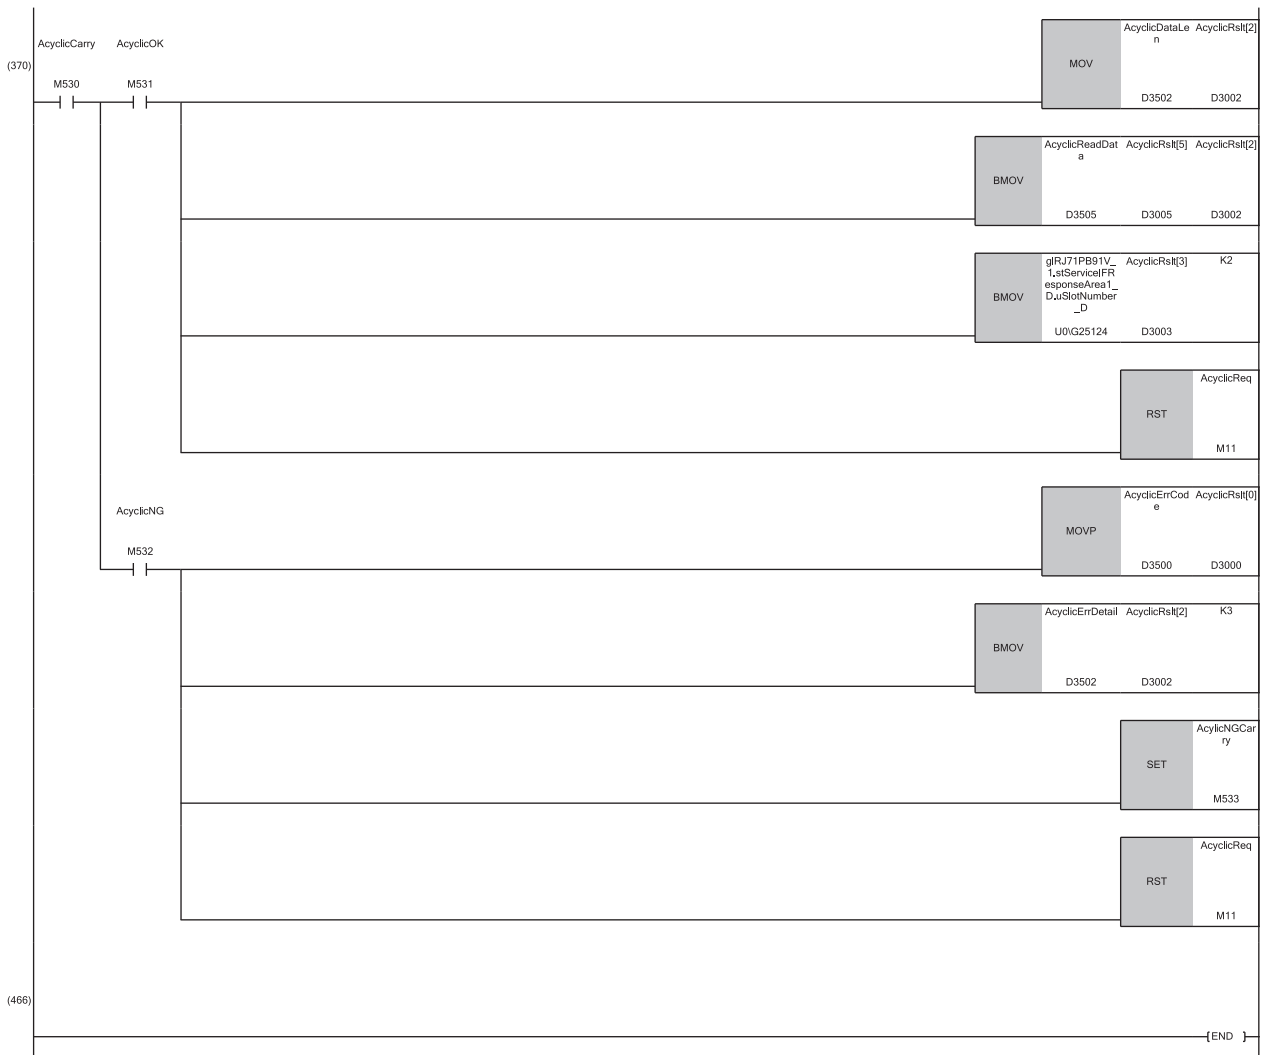 AcyclicCarry AcyclicOK
(370)
M530 M531
MOV
AcyclicDataLe AcyclicRslt[2]
n
D3502 D3002
BMOV
AcyclicReadDat AcyclicRslt[5] AcyclicRslt[2]
a
D3505 D3005 D3002
BMOV
gIRJ71PB91V_ AcyclicRslt[3] K2
1.stServiceIFR
esponseArea1_
D.uSlotNumber
_D
U0\G25124 D3003
RST
AcyclicReq
M11
AcyclicNG
M532
MOVP
AcyclicErrCod AcyclicRslt[0]
e
D3500 D3000
BMOV
AcyclicErrDetail AcyclicRslt[2] K3
D3502 D3002
SET
AcylicNGCar
ry
M533
RST
AcyclicReq
M11
(466)
[END ]